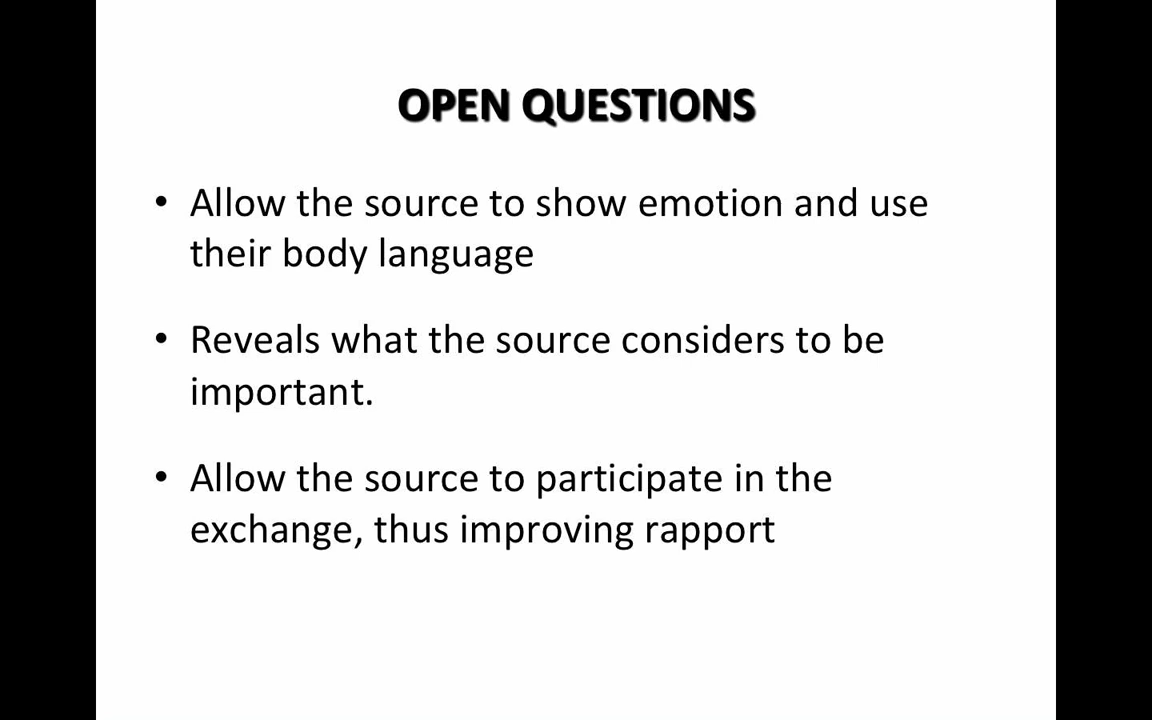 OPEN QUESTIONS
• Allow the source to show emotion and use
their body language
• Reveals what the source considers to be
important.
• Allow the source to participate in the
exchange, thus improving rapport